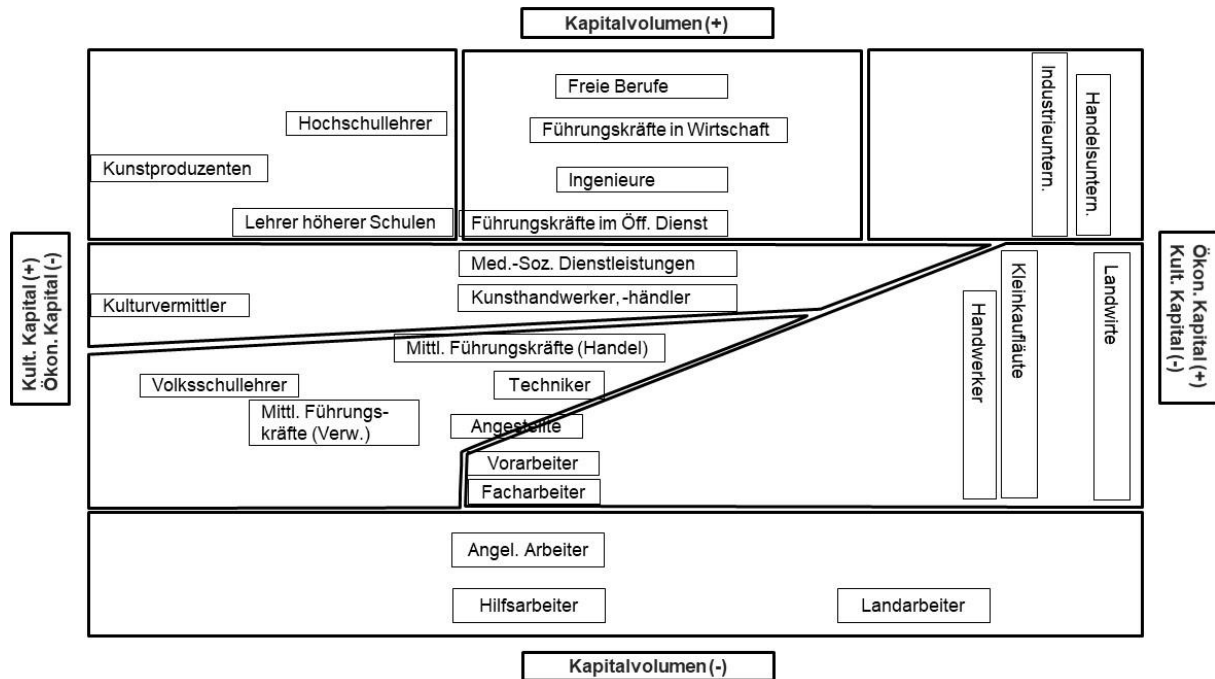 Kapitalvolumen (+)
Freie Berufe
Hochschullehrer
Führungskräfte in Wirtschaft
Kunstproduzenten
Ingenieure
Lehrer höherer Schulen
Führungskräfte im Öff. Dienst
Industrieuntern.
Handelsuntern.
Kult. Kapital (+)
Ökon. Kapital (-)
Ökon. Kapital (+)
Kult. Kapital (-)
Med.-Soz. Dienstleistungen
Kulturvermittler
Kunsthandwerker, -händler
Mittl. Führungskräfte (Handel)
Volksschullehrer
Techniker
Mittl. Führungs-
kräfte (Verw.)
Angestellte
Vorarbeiter
Facharbeiter
Handwerker
Kleinkaufläute
Landwirte
Angel. Arbeiter
Hilfsarbeiter
Landarbeiter
Kapitalvolumen (-)